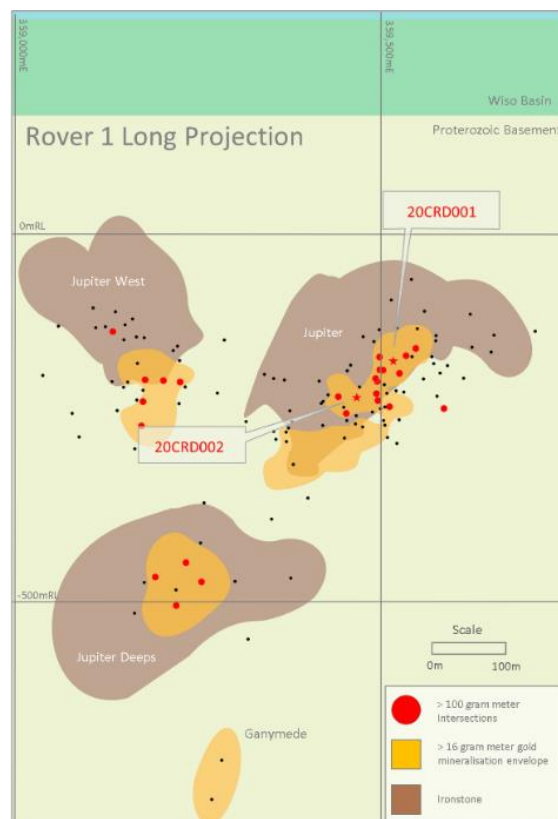 359,000mE
359,500mE
Wiso Basin
Rover 1 Long Projection
Proterozoic Basement
20CRD001
0mRL
Jupiter West
Jupiter
20CRD002
-500mRL
Scale
0m 100m
Jupiter Deeps
> 100 gram meter
Intersections
Ganymede
> 16 gram meter gold
mineralisation envelope
Ironstone